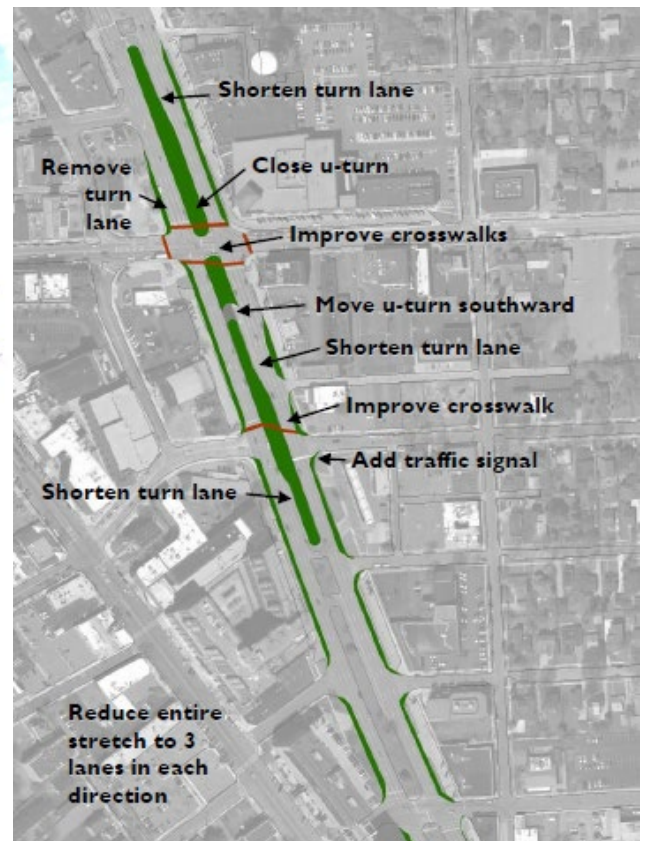 Shorten turn lane
Remove
turn
lane
Close u-turn
Improve crosswalks
Move u-turn southward
Shorten turn lane
Improve crosswalk
Add traffic signal
Shorten turn lane
Reduce entire
stretch to 3
lanes in each
direction